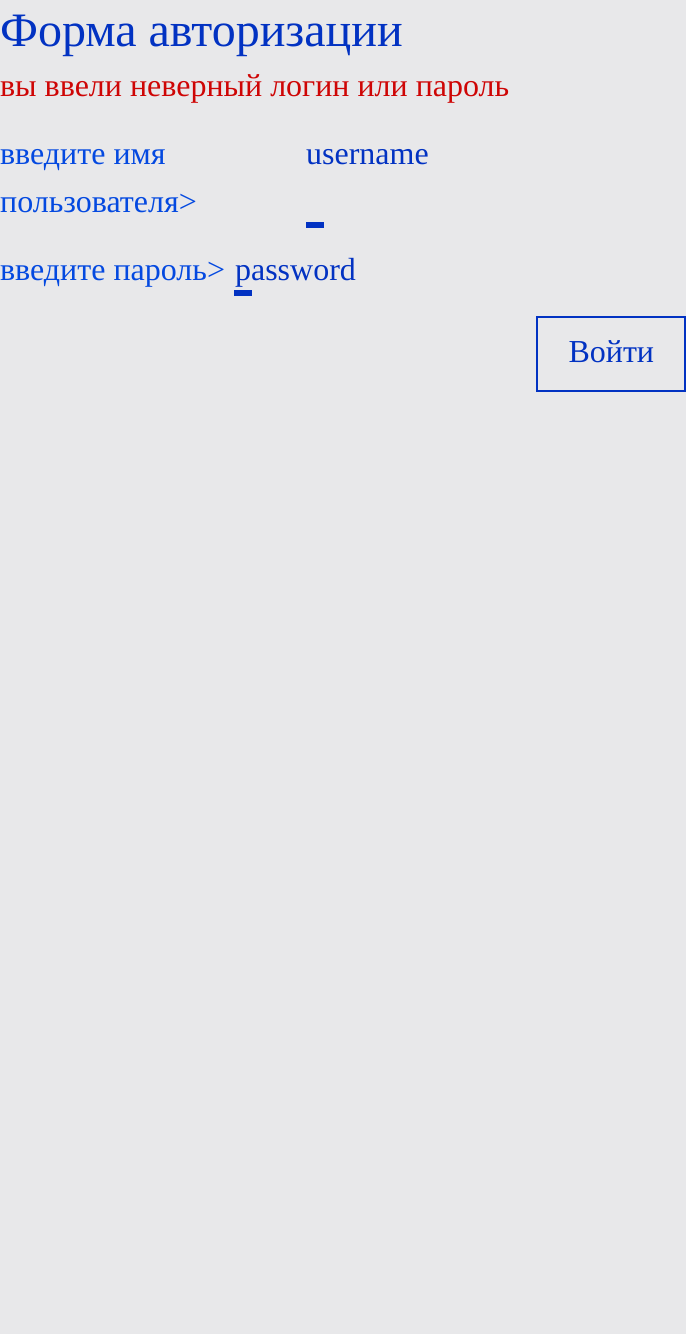 Форма авторизации
вы ввели неверный логин или пароль
введите имя username
пользователя>
введите пароль> password
Войти